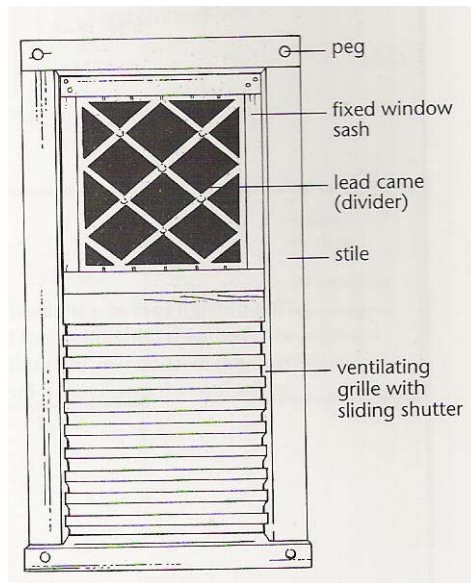 peg
fixed window
sash
lead came
(divider)
stile
ventilating
grille with
sliding shutter